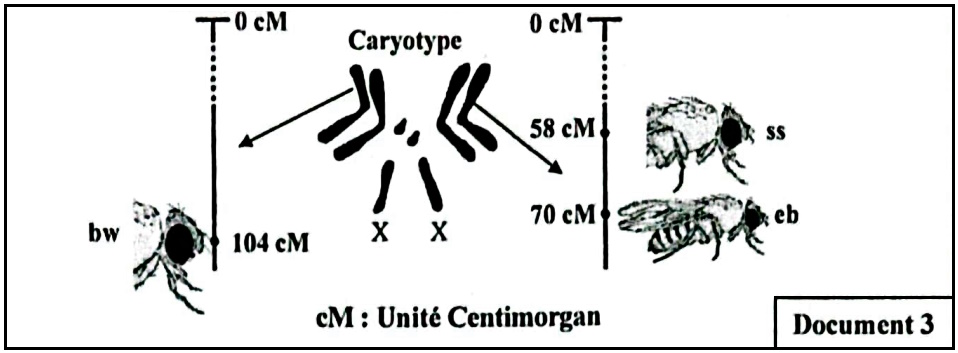 0 cM
Caryotype
0 cM
58 cM
ss
70 cM
eb
bw
104 cM
X
X
cM : Unité Centimorgan
Document 3